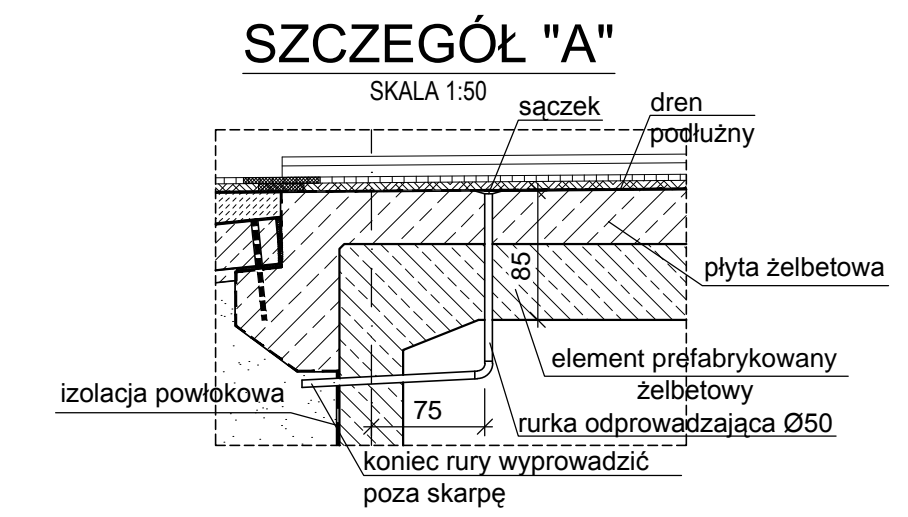 SZCZEGÓŁ "A"
SKALA 1:50
sączek
dren
podłużny
85
płyta żelbetowa
element prefabrykowany
żelbetowy
izolacja powłokowa
75
rurka odprowadzająca Ø50
koniec rury wyprowadzić
poza skarpę